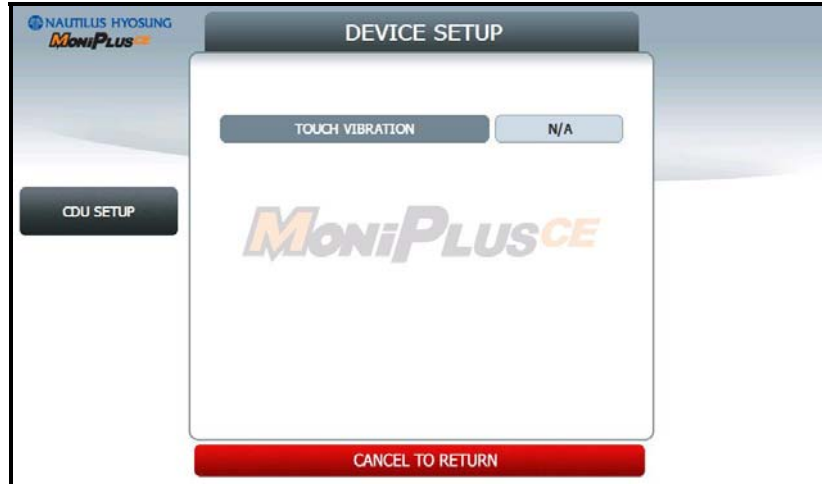 NAUTILUS HYOSUNG
MoniPlusCE
DEVICE SETUP
TOUCH VIBRATION N/A
CDU SETUP
MoniPlusCE
CANCEL TO RETURN